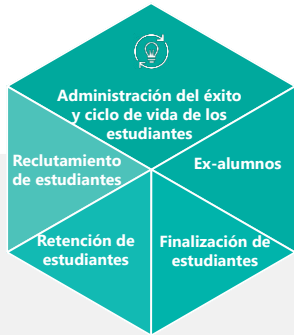 Administración del éxito
y ciclo de vida de los
estudiantes
Reclutamiento
de estudiantes
Ex-alumnos
Retención de
estudiantes
Finalización de
estudiantes